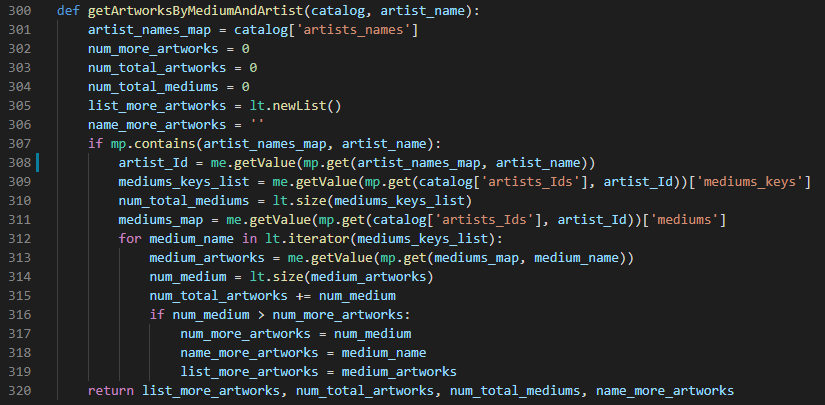 300 def getArtworksByMediumAndArtist(catalog, artist_name):
301     artist_names_map = catalog['artists_names']
302     num_more_artworks = 0
303     num_total_artworks = 0
304     num_total_mediums = 0
305     list_more_artworks = lt.newList()
306     name_more_artworks = ''
307     if mp.contains(artist_names_map, artist_name):
308         artist_Id = me.getValue(mp.get(artist_names_map, artist_name))
309         mediums_keys_list = me.getValue(mp.get(catalog['artists_Ids'], artist_Id))['mediums_keys']
310         num_total_mediums = lt.size(mediums_keys_list)
311         mediums_map = me.getValue(mp.get(catalog['artists_Ids'], artist_Id))['mediums']
312         for medium_name in lt.iterator(mediums_keys_list):
313             medium_artworks = me.getValue(mp.get(mediums_map, medium_name))
314             num_medium = lt.size(medium_artworks)
315             num_total_artworks += num_medium
316             if num_medium > num_more_artworks:
317                 num_more_artworks = num_medium
318                 name_more_artworks = medium_name
319                 list_more_artworks = medium_artworks
320     return list_more_artworks, num_total_artworks, num_total_mediums, name_more_artworks